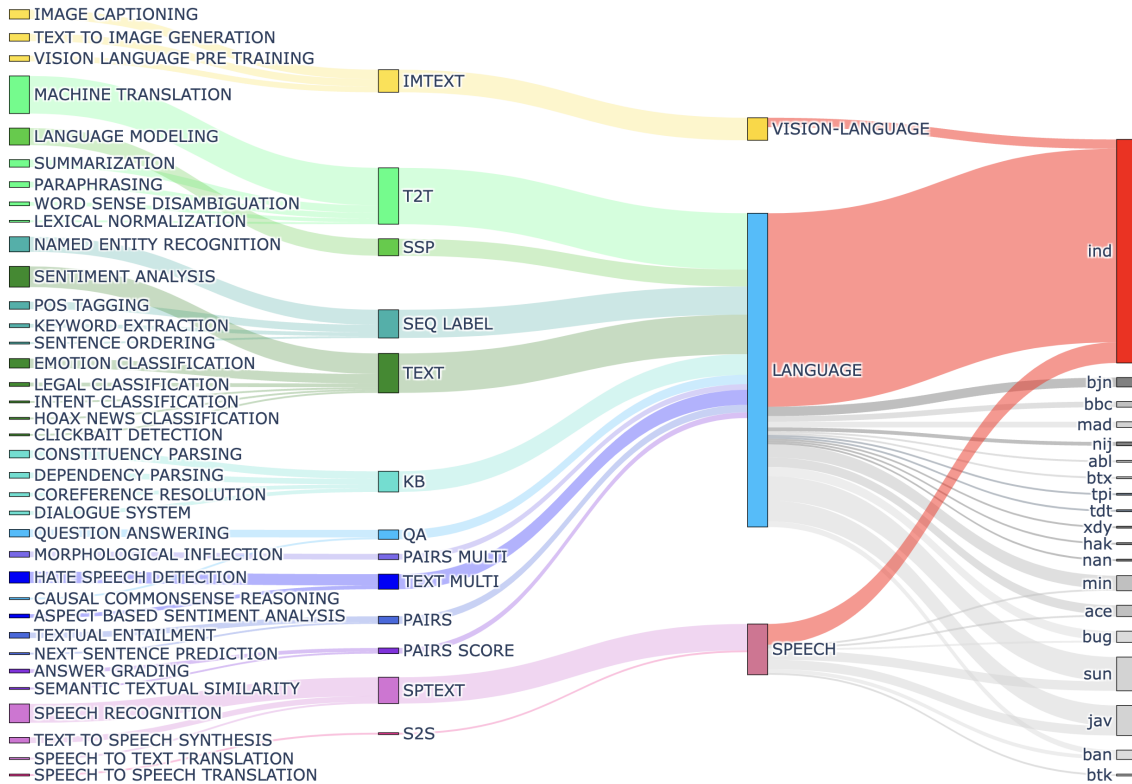 IMAGE CAPTIONING
TEXT TO IMAGE GENERATION
VISION LANGUAGE PRE TRAINING
MACHINE TRANSLATION
LANGUAGE MODELING
SUMMARIZATION
PARAPHRASING
WORD SENSE DISAMBIGUATION
LEXICAL NORMALIZATION
NAMED ENTITY RECOGNITION
SENTIMENT ANALYSIS
POS TAGGING
KEYWORD EXTRACTION
SENTENCE ORDERING
EMOTION CLASSIFICATION
LEGAL CLASSIFICATION
INTENT CLASSIFICATION
HOAX NEWS CLASSIFICATION
CLICKBAIT DETECTION
CONSTITUENCY PARSING
DEPENDENCY PARSING
COREFERENCE RESOLUTION
DIALOGUE SYSTEM
QUESTION ANSWERING
MORPHOLOGICAL INFLECTION
HATE SPEECH DETECTION
CAUSAL COMMONSENSE REASONING
ASPECT BASED SENTIMENT ANALYSIS
TEXTUAL ENTAILMENT
NEXT SENTENCE PREDICTION
ANSWER GRADING
SEMANTIC TEXTUAL SIMILARITY
SPEECH RECOGNITION
TEXT TO SPEECH SYNTHESIS
SPEECH TO TEXT TRANSLATION
SPEECH TO SPEECH TRANSLATION
IMTEXT
T2T
SSP
SEQ LABEL
TEXT
KB
QA
PAIRS MULTI
TEXT MULTI
PAIRS
PAIRS SCORE
SPTEXT
S2S
VISION-LANGUAGE
LANGUAGE
SPEECH
ind
bjn
bbc
mad
nij
abl
btx
tpi
tdt
xdy
hak
nan
min
ace
bug
sun
jav
ban
btk